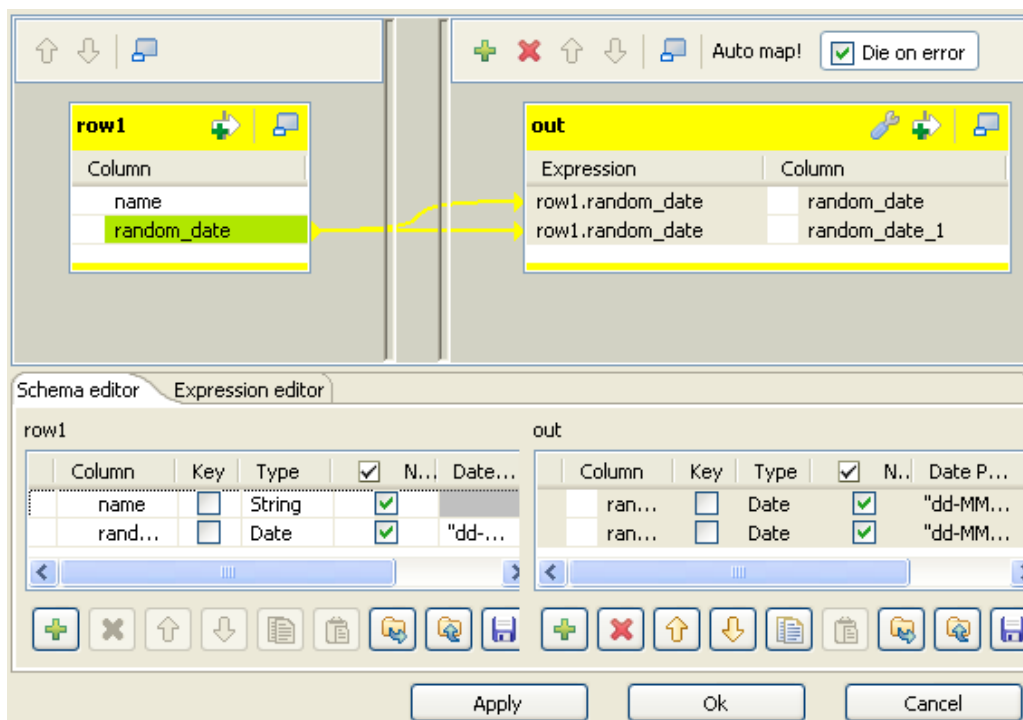 Auto map! Die on error
row1
Column
name
random_date
out
Expression Column
row1.random_date random_date
row1.random_date random_date_1
Schema editor Expression editor
row1
Column Key Type N... Date...
name String
rand... Date "dd-...
out
Column Key Type N.. Date P...
ran... Date "dd-MM...
ran... Date "dd-MM...
Apply Ok Cancel